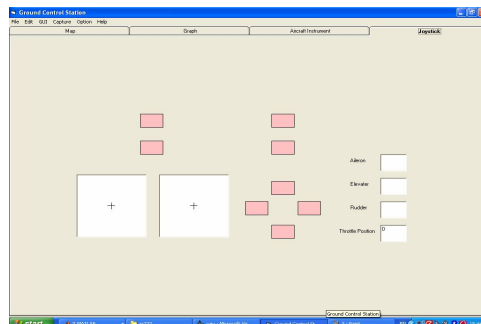 Ground Control Station
File Edit GUI Capture Option Help
Map Graph Aircraft Instrument Joystick
Aileron
Elevater
Rudder
Throttle Position 0
Ground Control Station
start